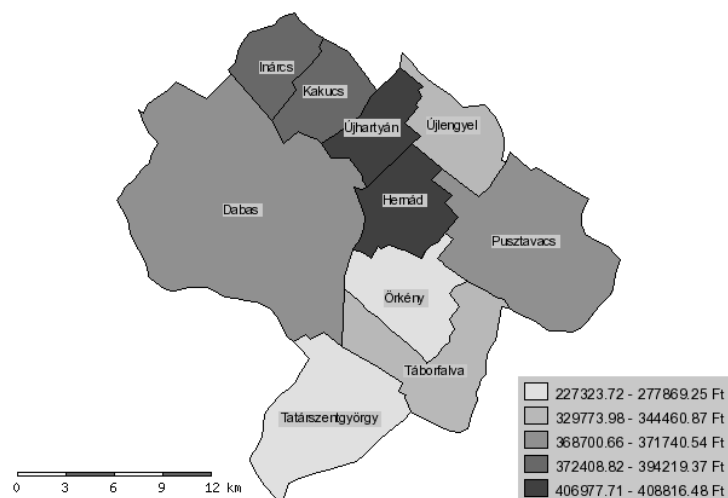 Inárcs
Kakucs
Újhartyán
Újlengyel
Dabas
Hernád
Pusztavacs
Örkény
Táborfalva
Tatárszentgyörgy
227323.72 - 277869.25 Ft
329773.98 - 344460.87 Ft
368700.66 - 371740.54 Ft
372408.82 - 394219.37 Ft
406977.71 - 408816.48 Ft
0 3 6 9 12 km